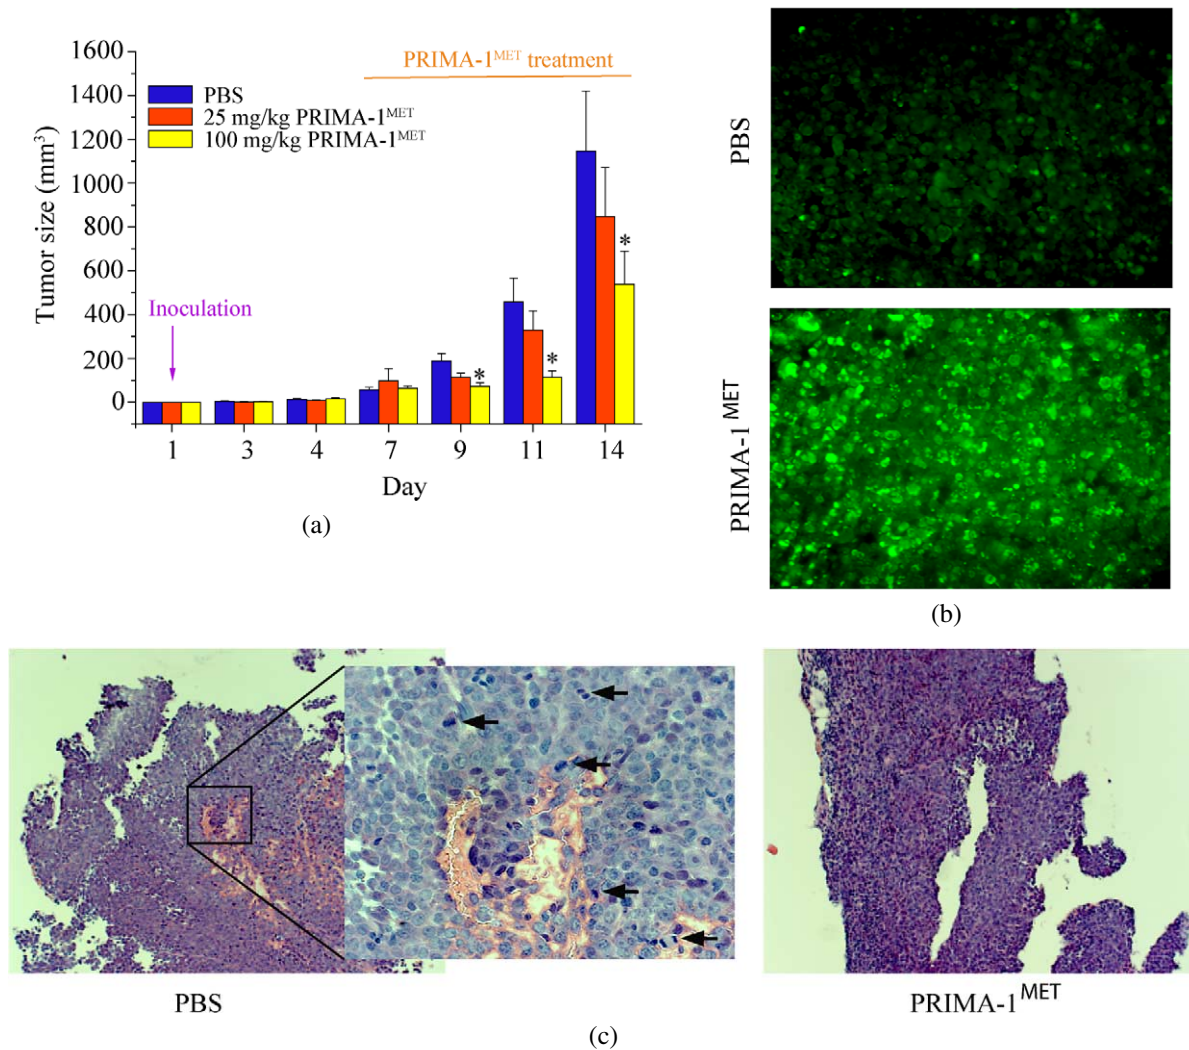 1600
1400
1200
1000
800
600
400
200
0
Tumor size (mm³)
PRIMA-1ᴹᴱᵀ treatment
PBS
25 mg/kg PRIMA-1ᴹᴱᵀ
100 mg/kg PRIMA-1ᴹᴱᵀ
Inoculation
*
*
*
1 3 4 7 9 11 14
Day
(a)
PBS
PRIMA-1ᴹᴱᵀ
(b)
PBS
PRIMA-1ᴹᴱᵀ
(c)